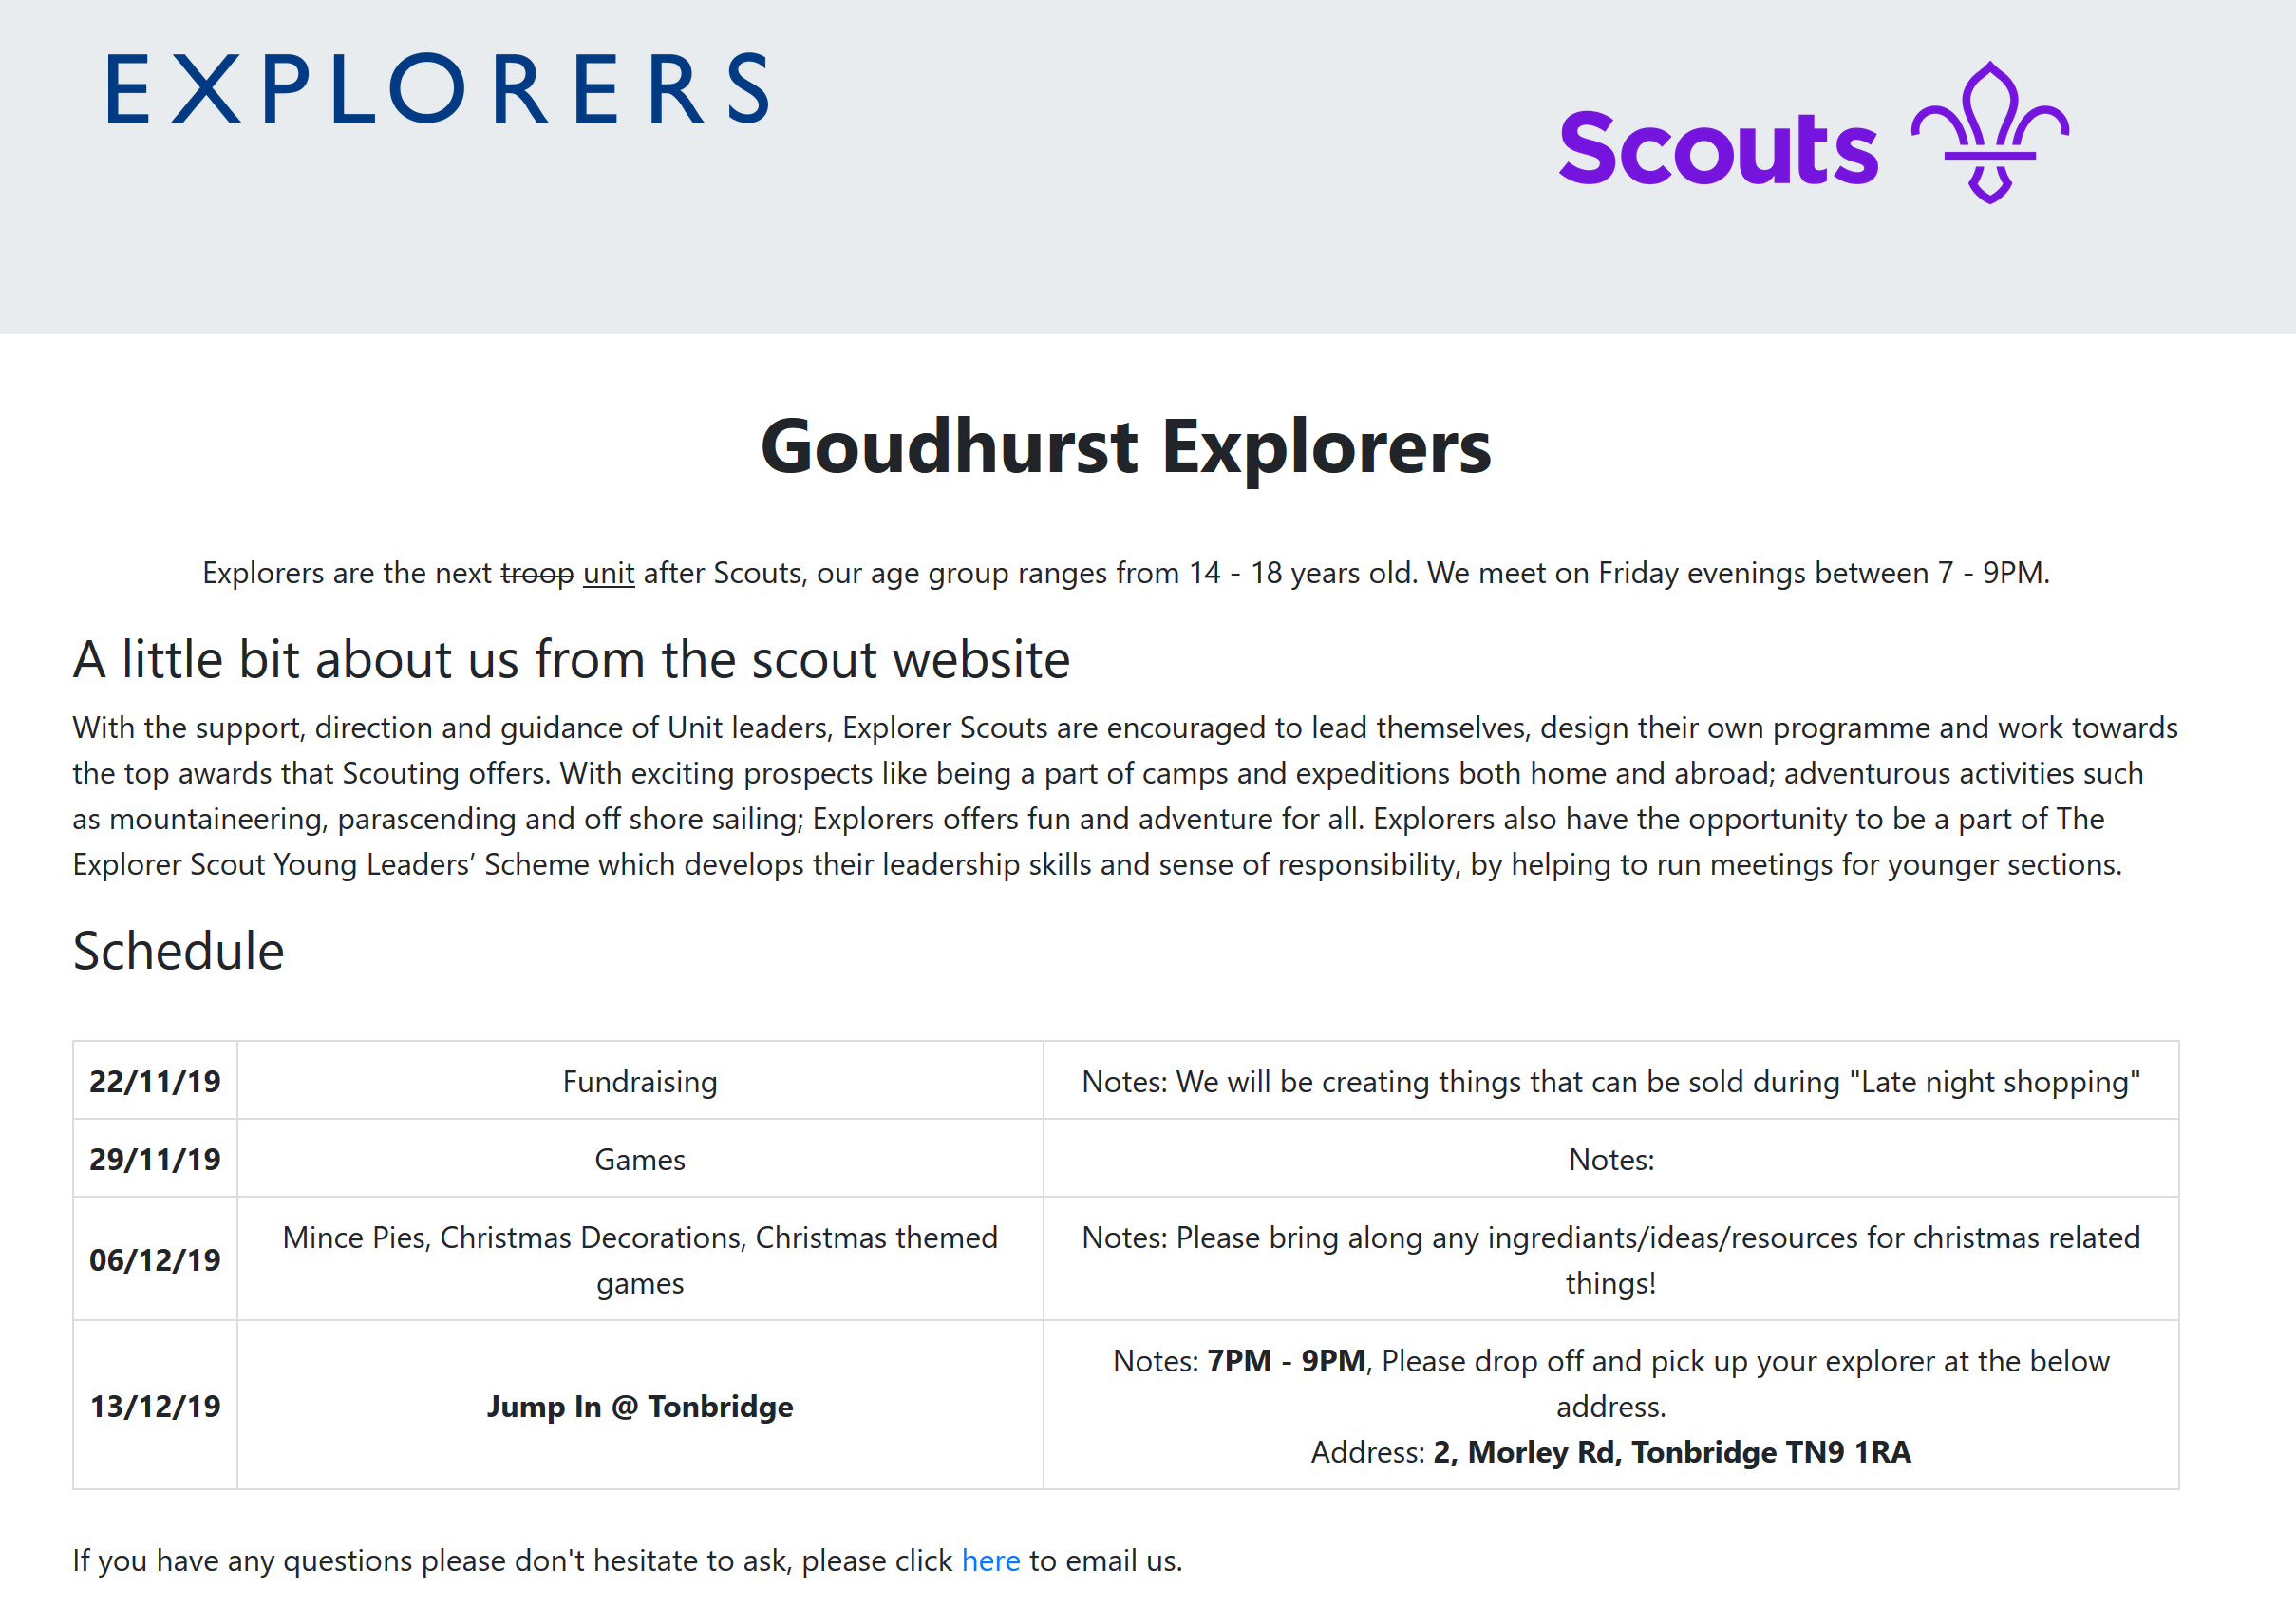 EXPLORERS
Scouts
Goudhurst Explorers
Explorers are the next troop unit after Scouts, our age group ranges from 14 - 18 years old. We meet on Friday evenings between 7 - 9PM.
A little bit about us from the scout website
With the support, direction and guidance of Unit leaders, Explorer Scouts are encouraged to lead themselves, design their own programme and work towards
the top awards that Scouting offers. With exciting prospects like being a part of camps and expeditions both home and abroad; adventurous activities such
as mountaineering, parascending and off shore sailing; Explorers offers fun and adventure for all. Explorers also have the opportunity to be a part of The
Explorer Scout Young Leaders’ Scheme which develops their leadership skills and sense of responsibility, by helping to run meetings for younger sections.
Schedule
22/11/19 Fundraising Notes: We will be creating things that can be sold during "Late night shopping"
29/11/19 Games Notes:
06/12/19 Mince Pies, Christmas Decorations, Christmas themed
games
Notes: Please bring along any ingrediants/ideas/resources for christmas related
things!
13/12/19 Jump In @ Tonbridge
Notes: 7PM - 9PM, Please drop off and pick up your explorer at the below
address.
Address: 2, Morley Rd, Tonbridge TN9 1RA
If you have any questions please don't hesitate to ask, please click here to email us.